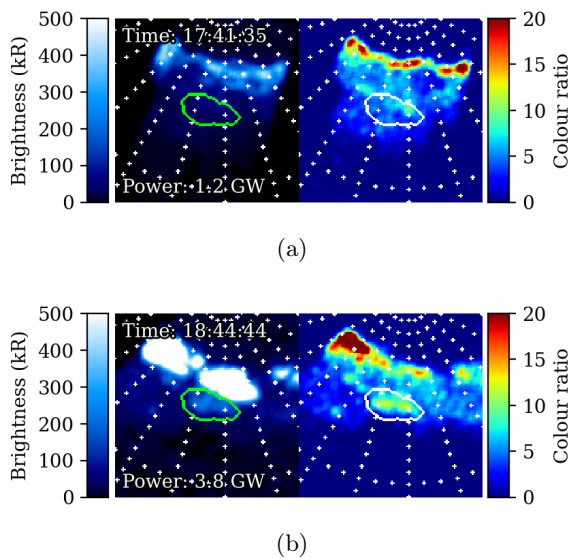 500
400
300
200
100
0
Brightness (kR)
Time: 17:41:35
Power: 1.2 GW
20
15
10
5
0
Colour ratio
(a)
500
400
300
200
100
0
Brightness (kR)
Time: 18:44:44
Power: 3.8 GW
20
15
10
5
0
Colour ratio
(b)